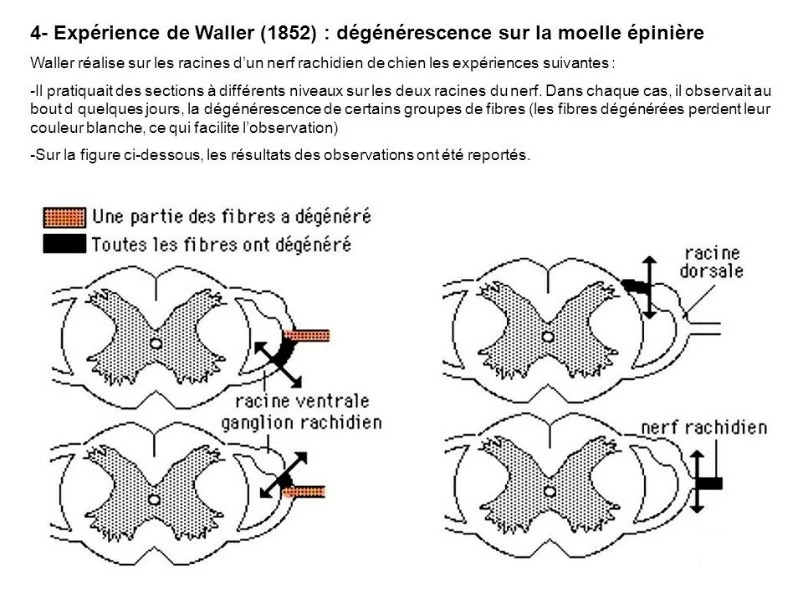 4- Expérience de Waller (1852) : dégénérescence sur la moelle épinière
Waller réalise sur les racines d’un nerf rachidien de chien les expériences suivantes :
-Il pratiquait des sections à différents niveaux sur les deux racines du nerf. Dans chaque cas, il observait au
bout d quelques jours, la dégénérescence de certains groupes de fibres (les fibres dégénérées perdent leur
couleur blanche, ce qui facilite l’observation)
-Sur la figure ci-dessous, les résultats des observations ont été reportés.
Une partie des fibres a dégénéré
Toutes les fibres ont dégénéré
racine
dorsale
racine ventrale
ganglion rachidien
nerf rachidien